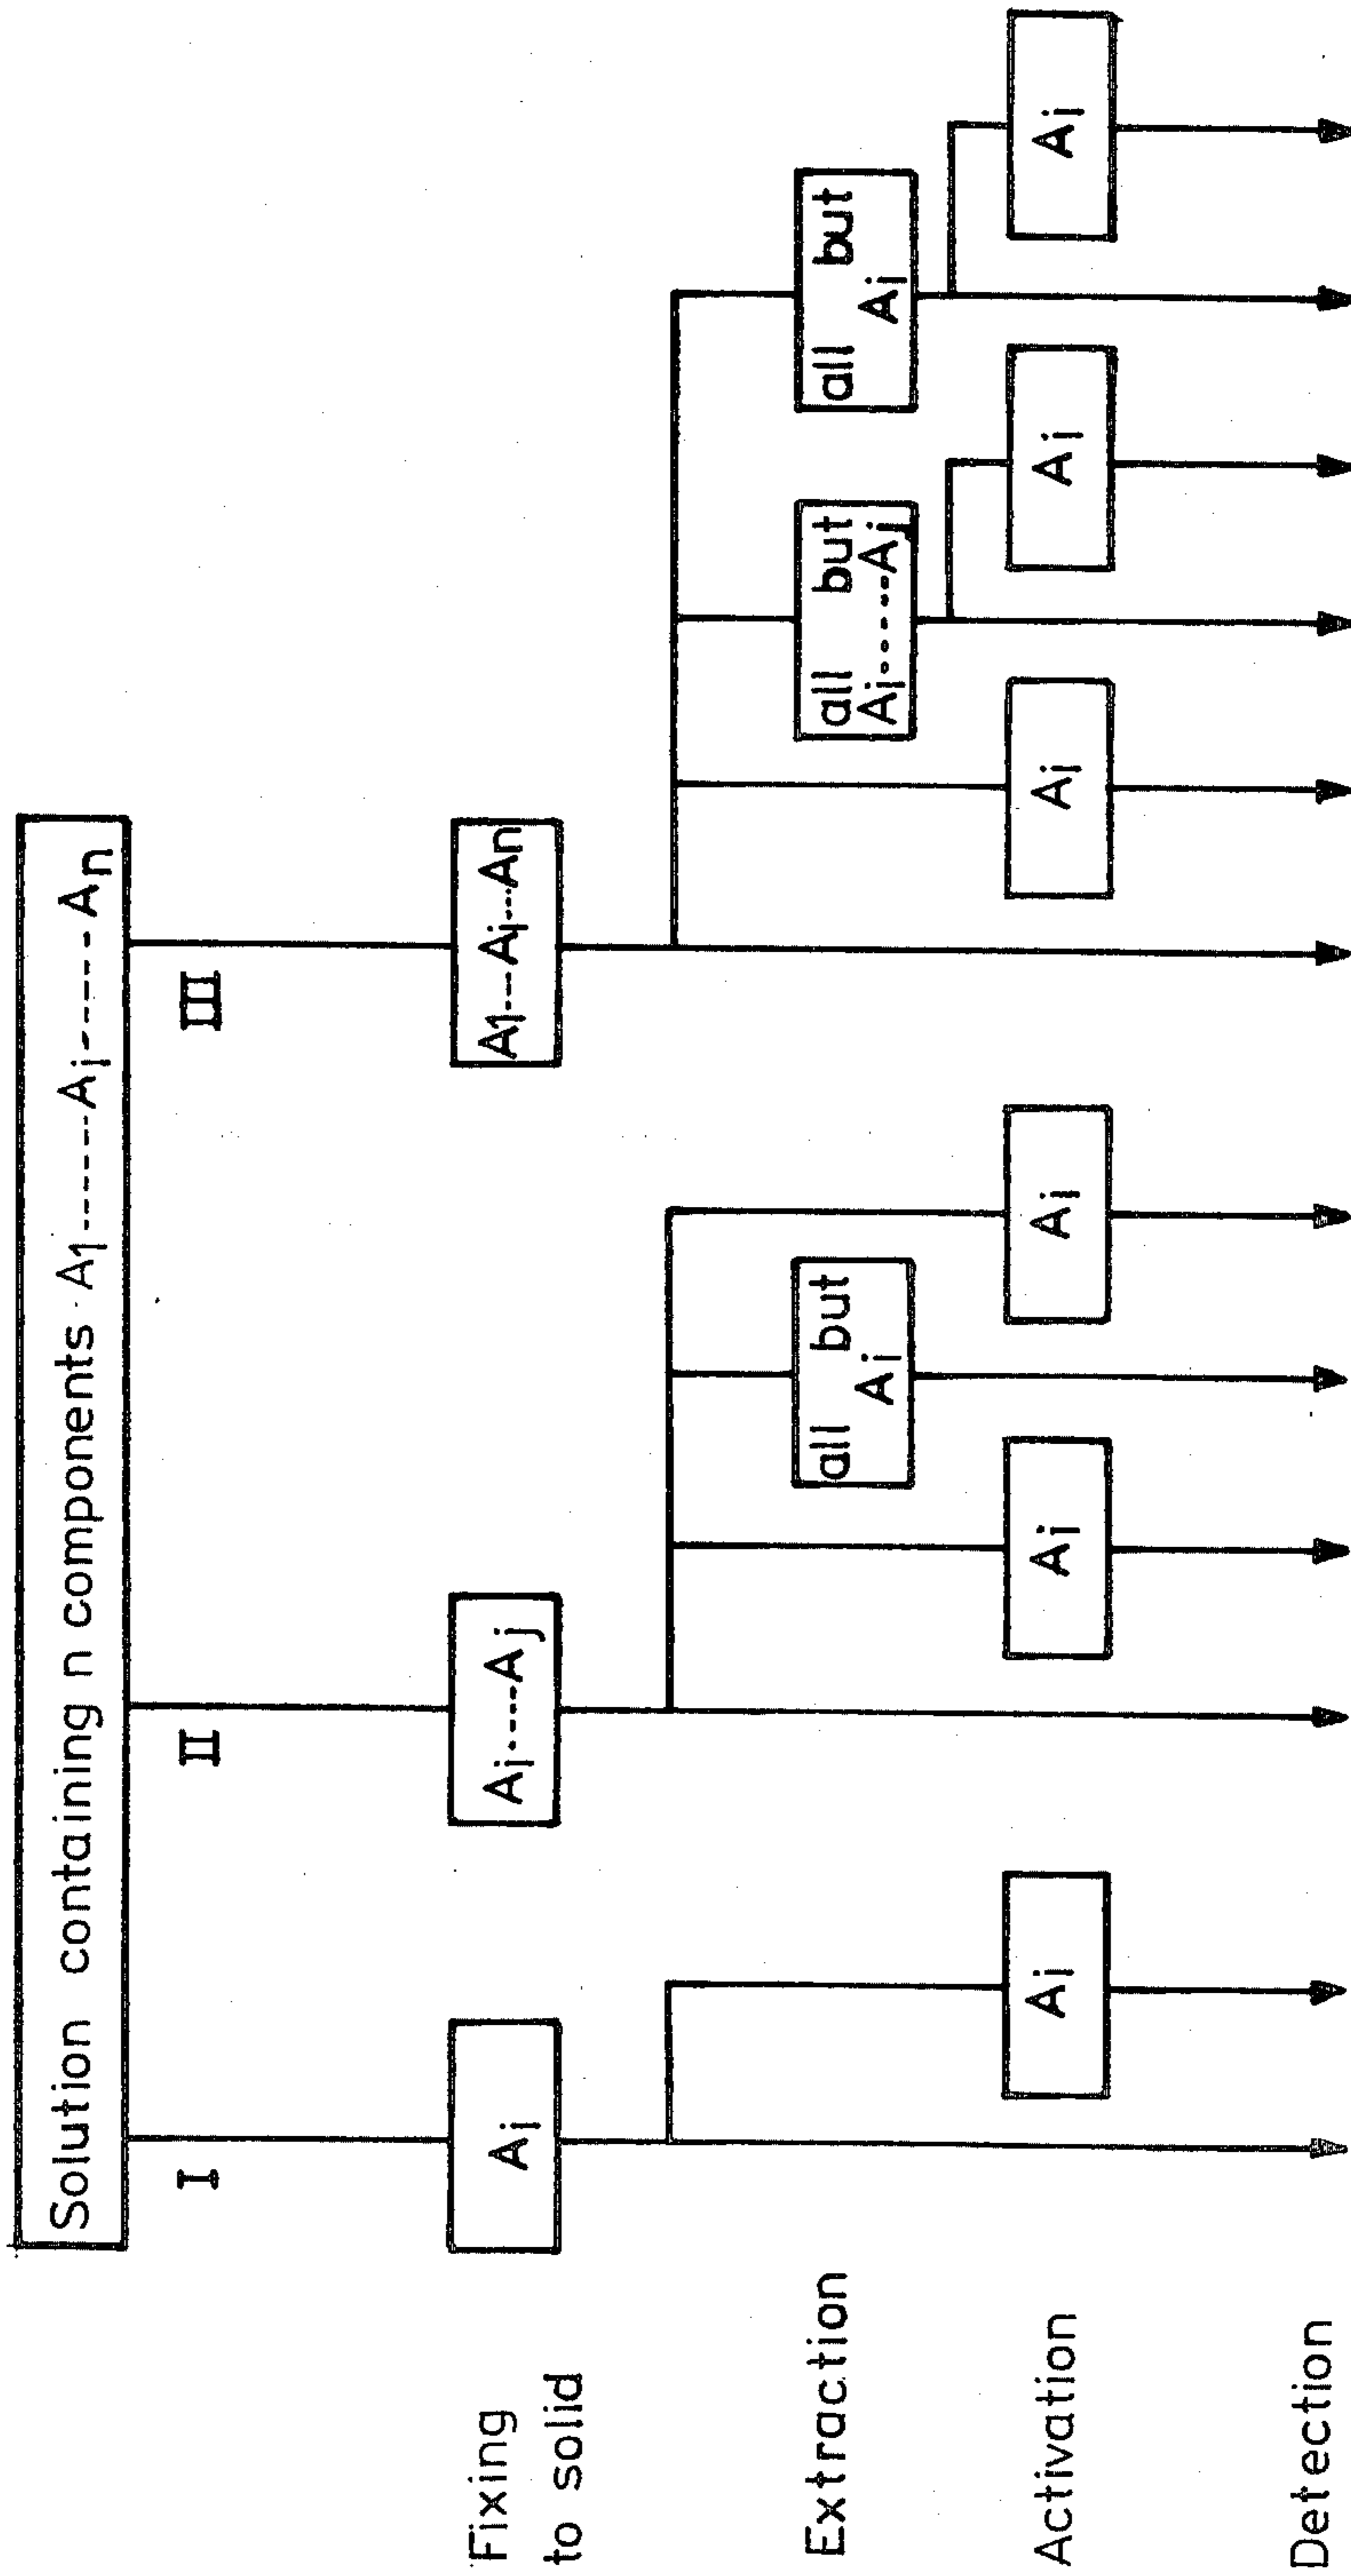 Solution containing n components A1------Ai-----An
I
II
III
Fixing
to solid
Ai
Ai----Aj
A1---Ai---An
Extraction
all but
Ai
all but
Ai-----Aj
all but
Ai
Activation
Ai
Ai
Ai
Ai
Ai
Ai
Detection